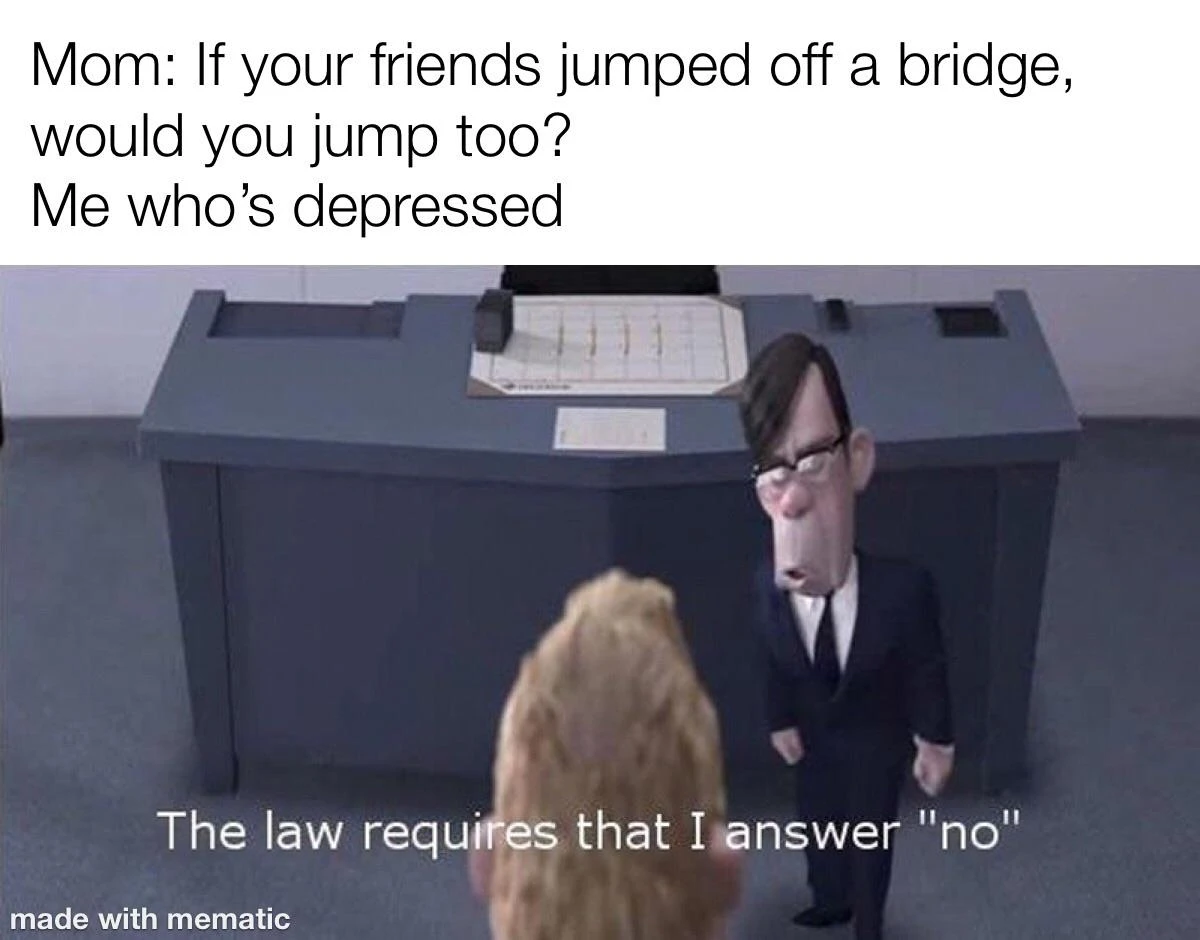 Mom: If your friends jumped off a bridge,
would you jump too?
Me who’s depressed
The law requires that I answer "no"
made with mematic